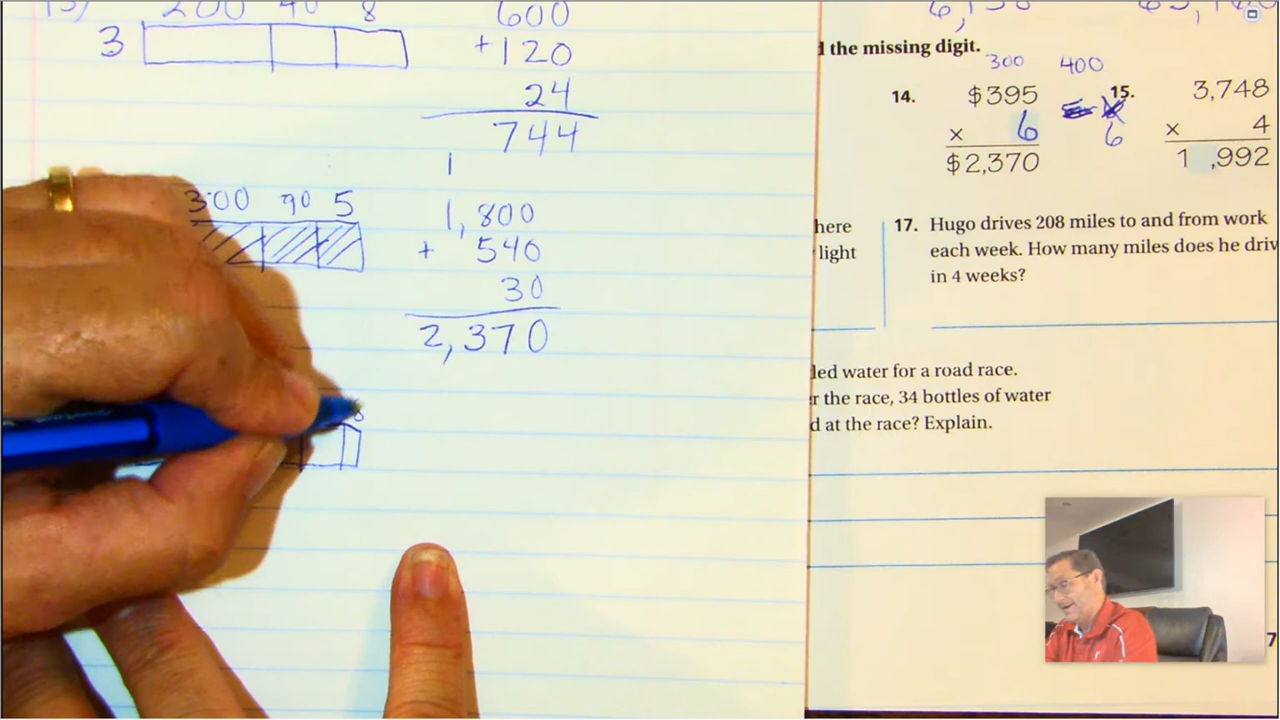 200 40 8
3
600
+120
24
744
1
300 90 5
1,800
+ 540
30
2,370
8
the missing digit.
300 400
14. $395
× 6
$2,370
6
15. 3,748
× 4
1 ,992
here
light
17. Hugo drives 208 miles to and from work
each week. How many miles does he driv
in 4 weeks?
led water for a road race.
r the race, 34 bottles of water
d at the race? Explain.
7